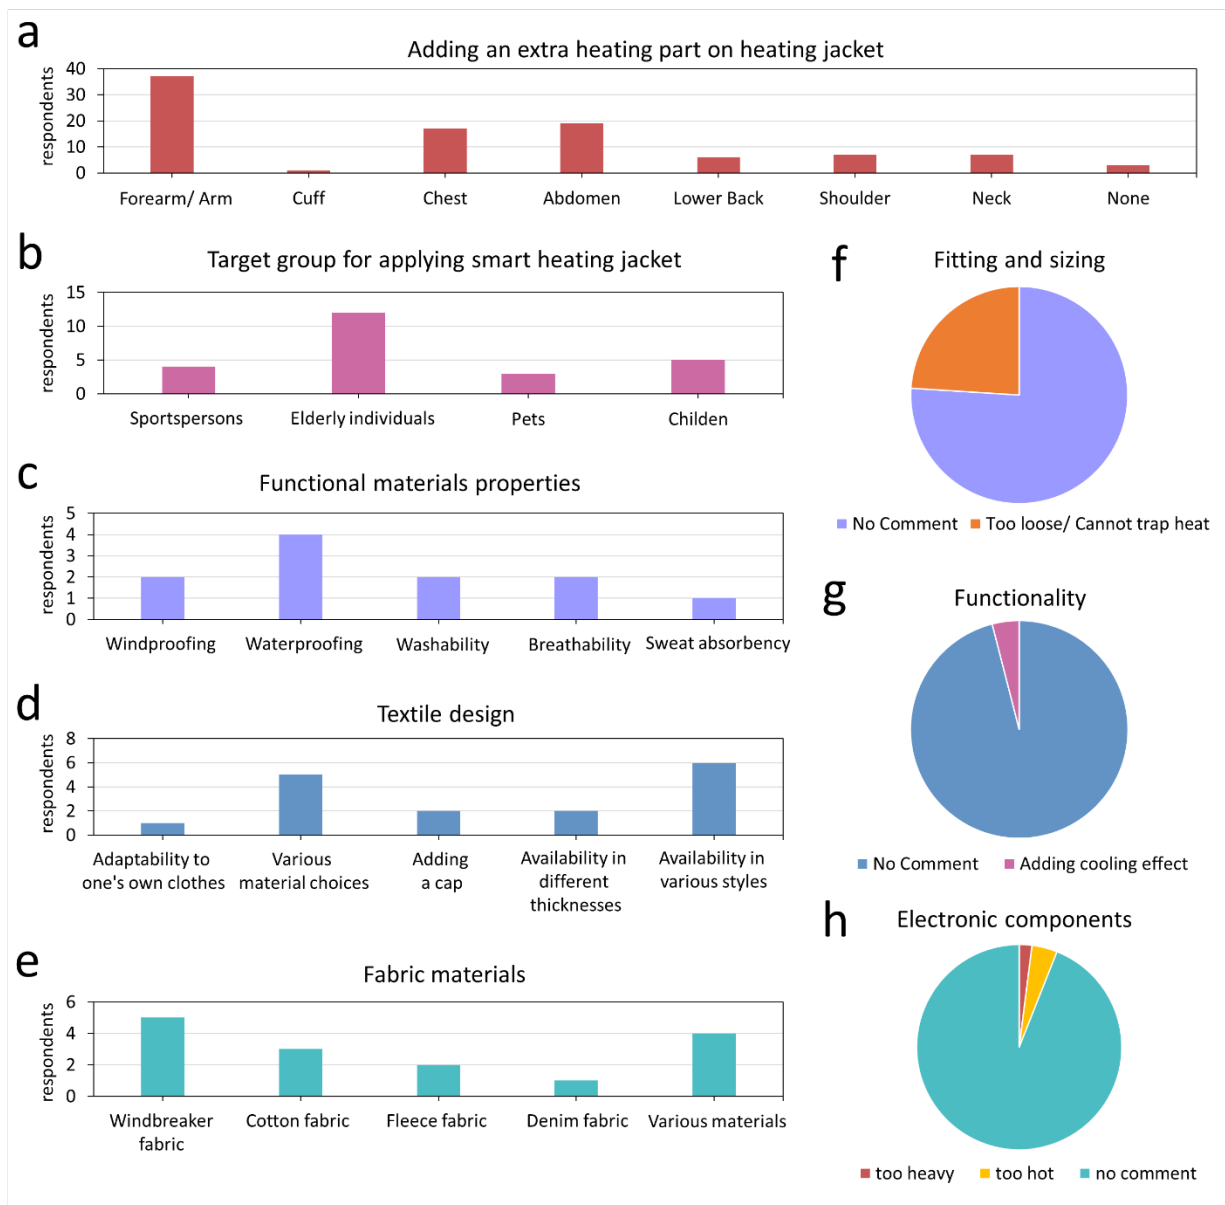 a
Adding an extra heating part on heating jacket
respondents
40
30
20
10
0
Forearm/ Arm
Cuff
Chest
Abdomen
Lower Back
Shoulder
Neck
None
b
Target group for applying smart heating jacket
respondents
15
10
5
0
Sportspersons
Elderly individuals
Pets
Childen
c
Functional materials properties
respondents
5
4
3
2
1
0
Windproofing
Waterproofing
Washability
Breathability
Sweat absorbency
d
Textile design
respondents
8
6
4
2
0
Adaptability to
one's own clothes
Various
material choices
Adding
a cap
Availability in
different
thicknesses
Availability in
various styles
e
Fabric materials
respondents
6
4
2
0
Windbreaker
fabric
Cotton fabric
Fleece fabric
Denim fabric
Various materials
f
Fitting and sizing
No Comment
Too loose/ Cannot trap heat
g
Functionality
No Comment
Adding cooling effect
h
Electronic components
too heavy
too hot
no comment